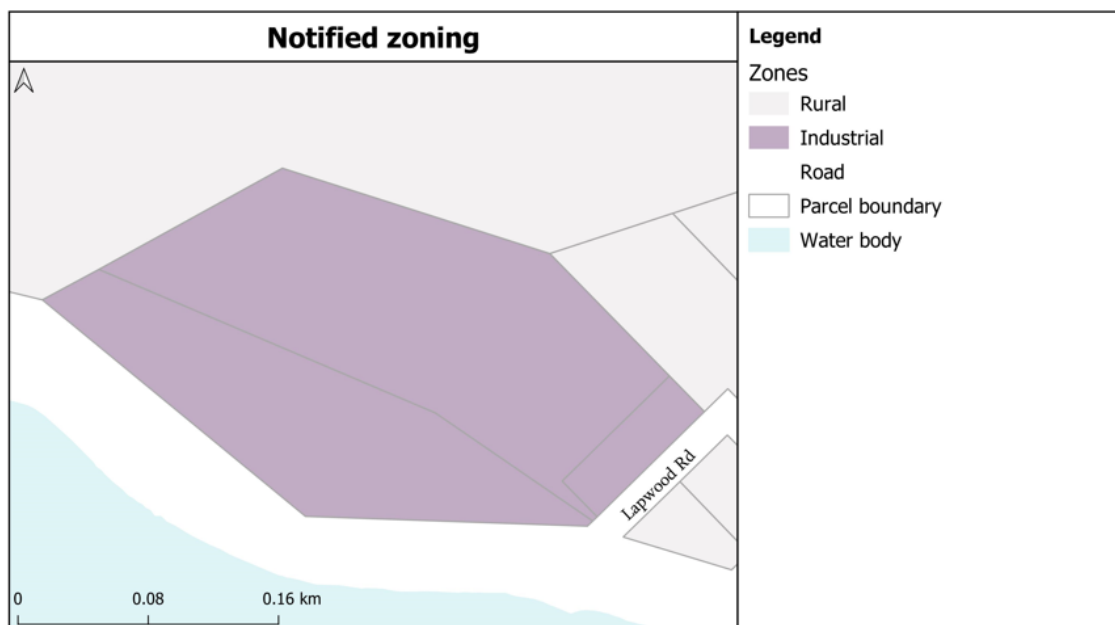 Notified zoning
Legend
Zones
Rural
Industrial
Road
Parcel boundary
Water body
Lapwood Rd
0 0.08 0.16 km